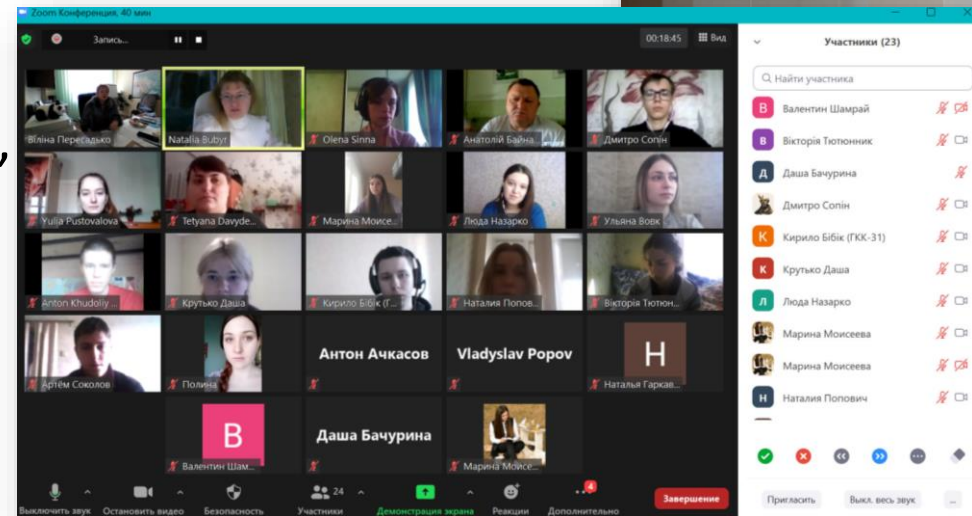 Zoom Конференция, 40 мин
Запись...
00:18:45
Вид
Віліна Пересадько
Natalia Bubyr
Olena Sinna
Анатолій Байна...
Дмитро Сопін
Yulia Pustovalova
Tetyana Davyde...
Марина Моисе...
Люда Назарко
Ульяна Вовк
Anton Khudoliy ...
Крутько Даша
Кирило Бібік (Г...
Наталия Попов...
Вікторія Тютюн...
Артём Соколов
Полина
Антон Ачкасов
Vladyslav Popov
Н
Наталья Гаркав...
В
Валентин Шам...
Даша Бачурина
Марина Моисе...
Выключить звук
Остановить видео
Безопасность
24
Участники
Демонстрация экрана
Реакции
4
Дополнительно
Завершение
Участники (23)
Найти участника
В Валентин Шамрай
В Вікторія Тютюнник
Д Даша Бачурина
Дмитро Сопін
К Кирило Бібік (ГКК-31)
К Крутько Даша
Л Люда Назарко
Марина Моисеева
Марина Моисеева
Н Наталия Попович
Пригласить
Выкл. весь звук
...